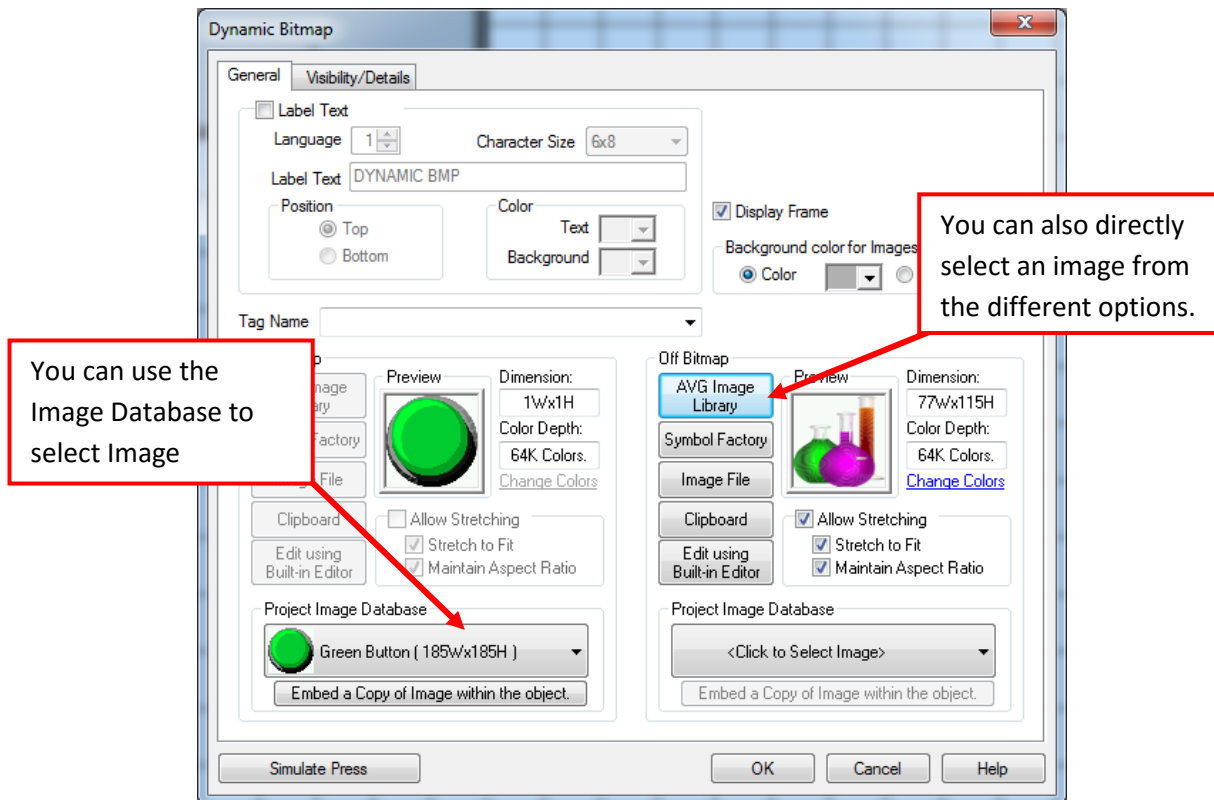 Dynamic Bitmap
General
Visibility/Details
Label Text
Language 1
Character Size 6x8
Label Text DYNAMIC BMP
Position
Top
Bottom
Color
Text
Background
Display Frame
Background color for Images
Color
You can also directly
select an image from
the different options.
Tag Name
You can use the
Image Database to
select Image
Preview
Dimension:
1Wx1H
Color Depth:
64K Colors.
Change Colors
Factory
File
Clipboard
Edit using
Built-in Editor
Allow Stretching
Stretch to Fit
Maintain Aspect Ratio
Project Image Database
Green Button ( 185Wx185H )
Embed a Copy of Image within the object.
Off Bitmap
AVG Image
Library
Symbol Factory
Image File
Clipboard
Edit using
Built-in Editor
Preview
Dimension:
77Wx115H
Color Depth:
64K Colors.
Change Colors
Allow Stretching
Stretch to Fit
Maintain Aspect Ratio
Project Image Database
<Click to Select Image>
Embed a Copy of Image within the object.
Simulate Press
OK
Cancel
Help